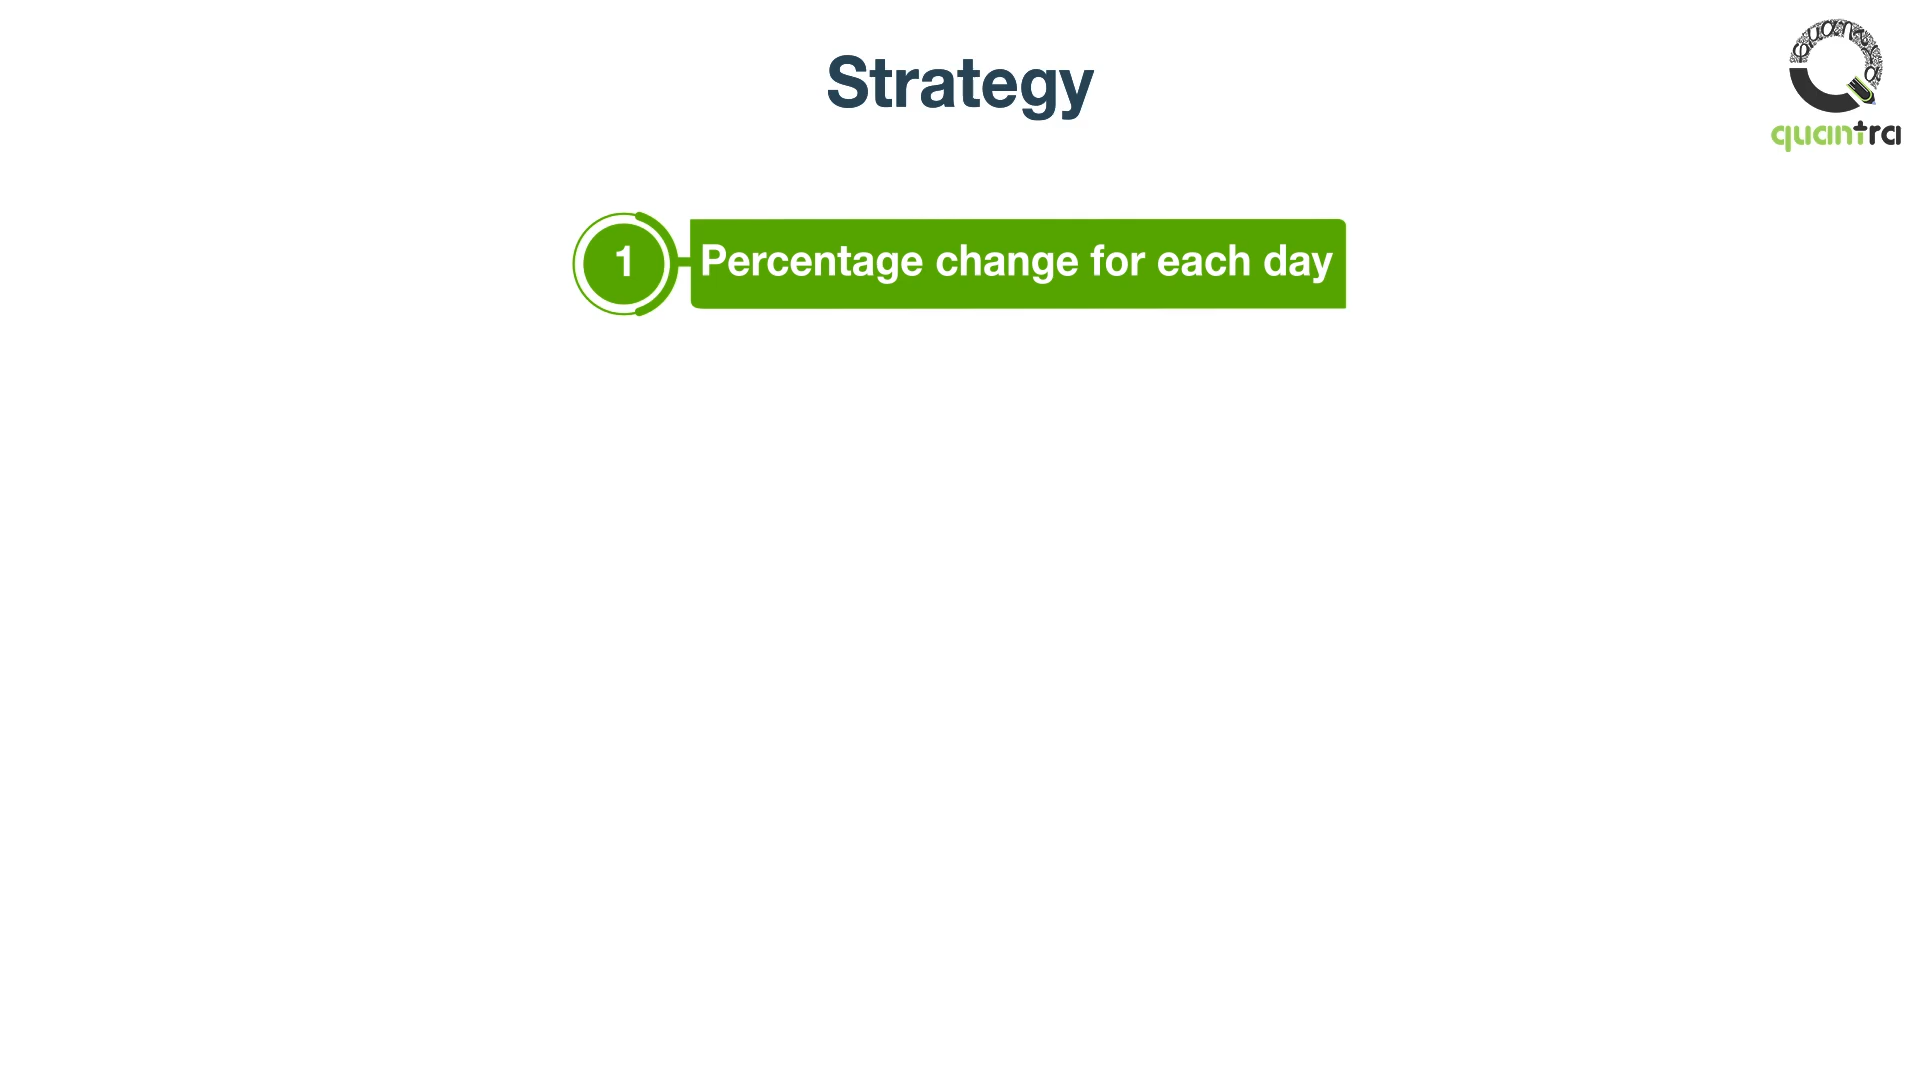 Strategy
quantra
1
Percentage change for each day